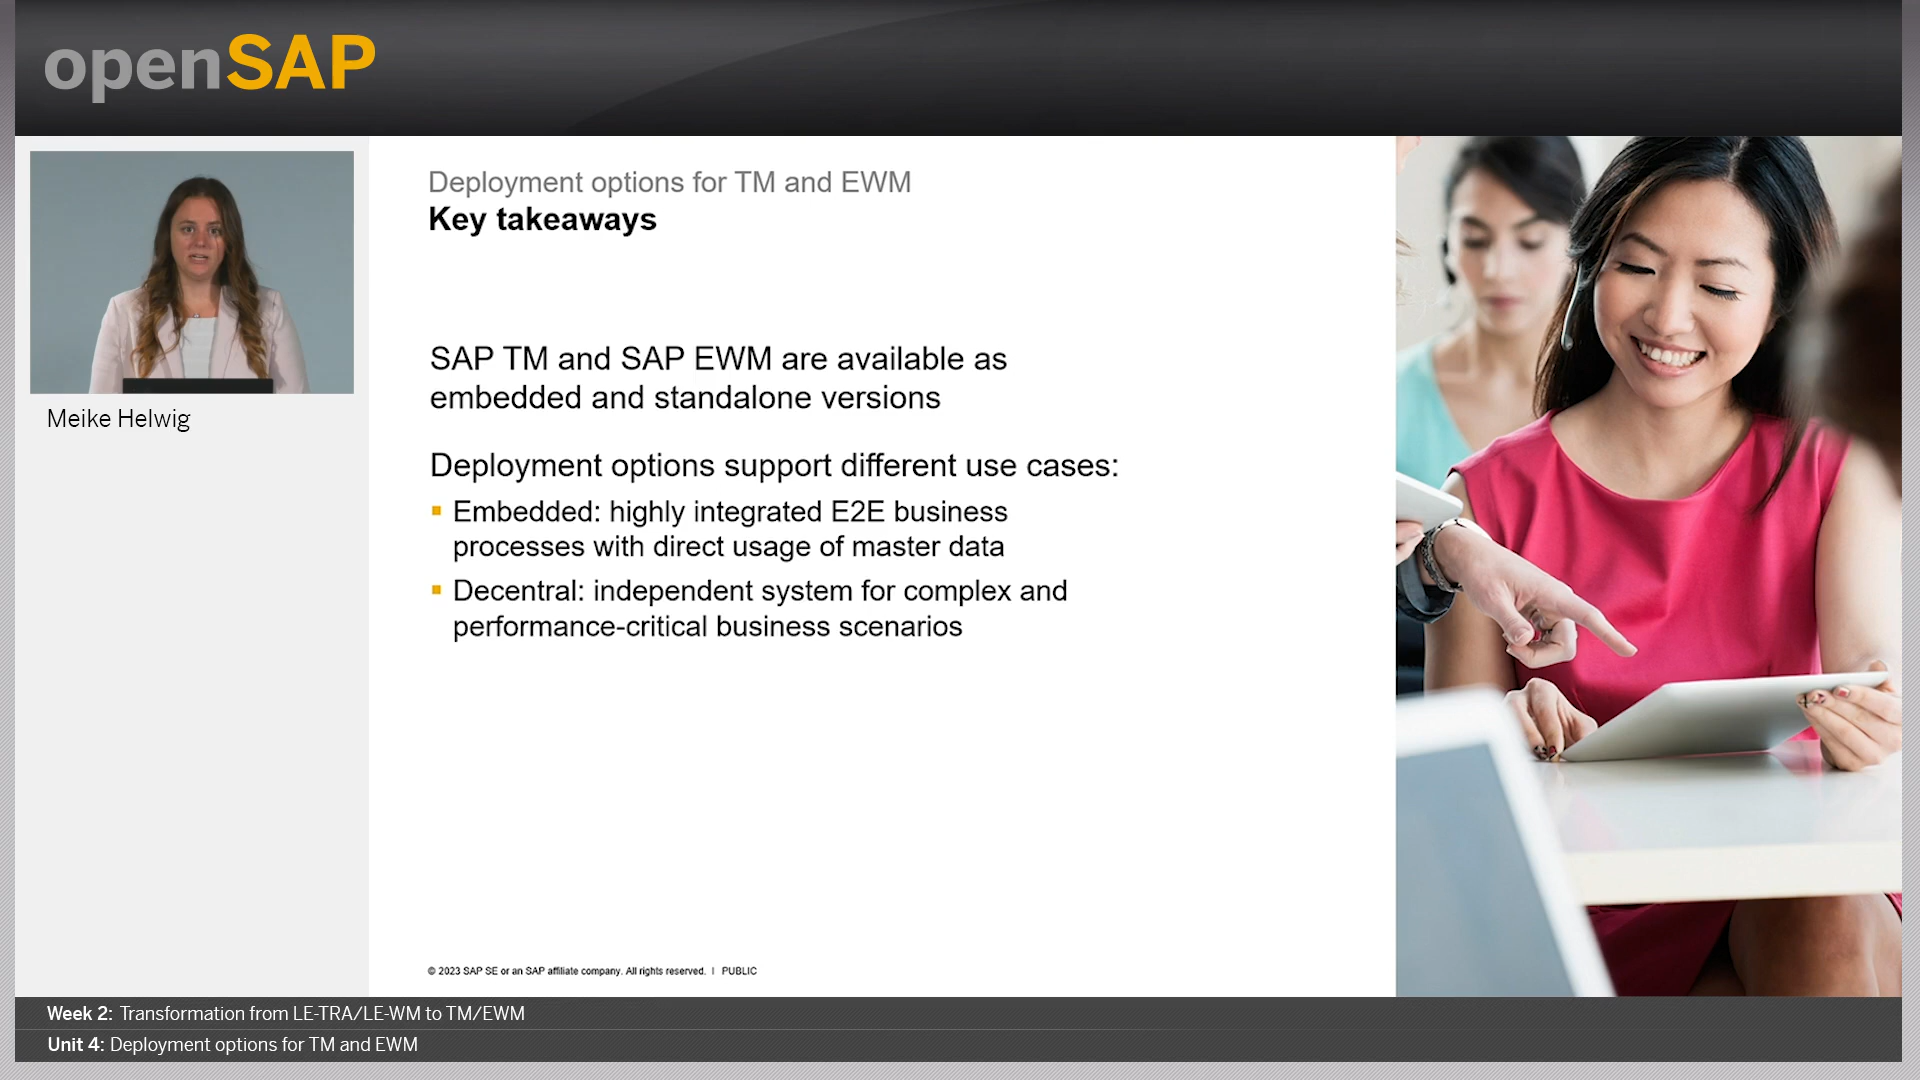 openSAP
Meike Helwig
Deployment options for TM and EWM
Key takeaways
SAP TM and SAP EWM are available as
embedded and standalone versions
Deployment options support different use cases:
Embedded: highly integrated E2E business
processes with direct usage of master data
Decentral: independent system for complex and
performance-critical business scenarios
© 2023 SAP SE or an SAP affiliate company. All rights reserved. | PUBLIC
Week 2: Transformation from LE-TRA/LE-WM to TM/EWM
Unit 4: Deployment options for TM and EWM